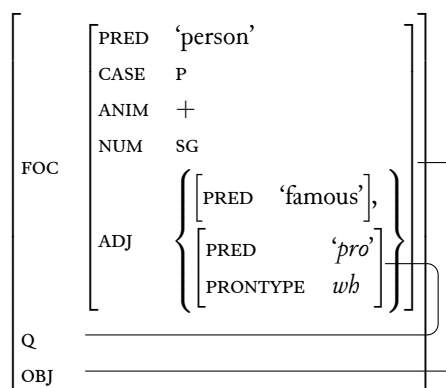 PRED ‘person’
CASE P
ANIM +
NUM SG
FOC
[PRED ‘famous’],
ADJ
PRED ‘pro’
PRONTYPE wh
Q
OBJ